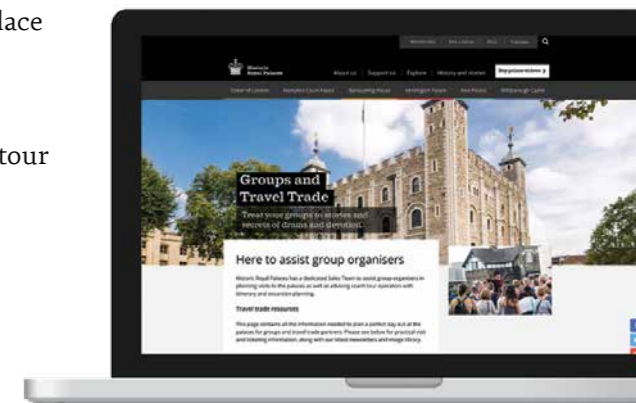 lace
tour
Historic
Royal Palaces
About us Support us Explore History and stories
Tower of London Hampton Court Palace Banqueting House Kensington Palace Kew Palace Hillsborough Castle
Groups and
Travel Trade
Treat your groups to stories and
secrets of drama and devotion.
Here to assist group organisers
Historic Royal Palaces has a dedicated Sales Team to assist group organisers in
planning visits to the palaces as well as advising coach tour operators with
itinerary and excursion planning.
Travel trade resources
This page contains all the information needed to plan a perfect day out at the
palaces for groups and travel trade partners. Please see below for practical visit
and ticketing information, along with our latest newsletters and image library.